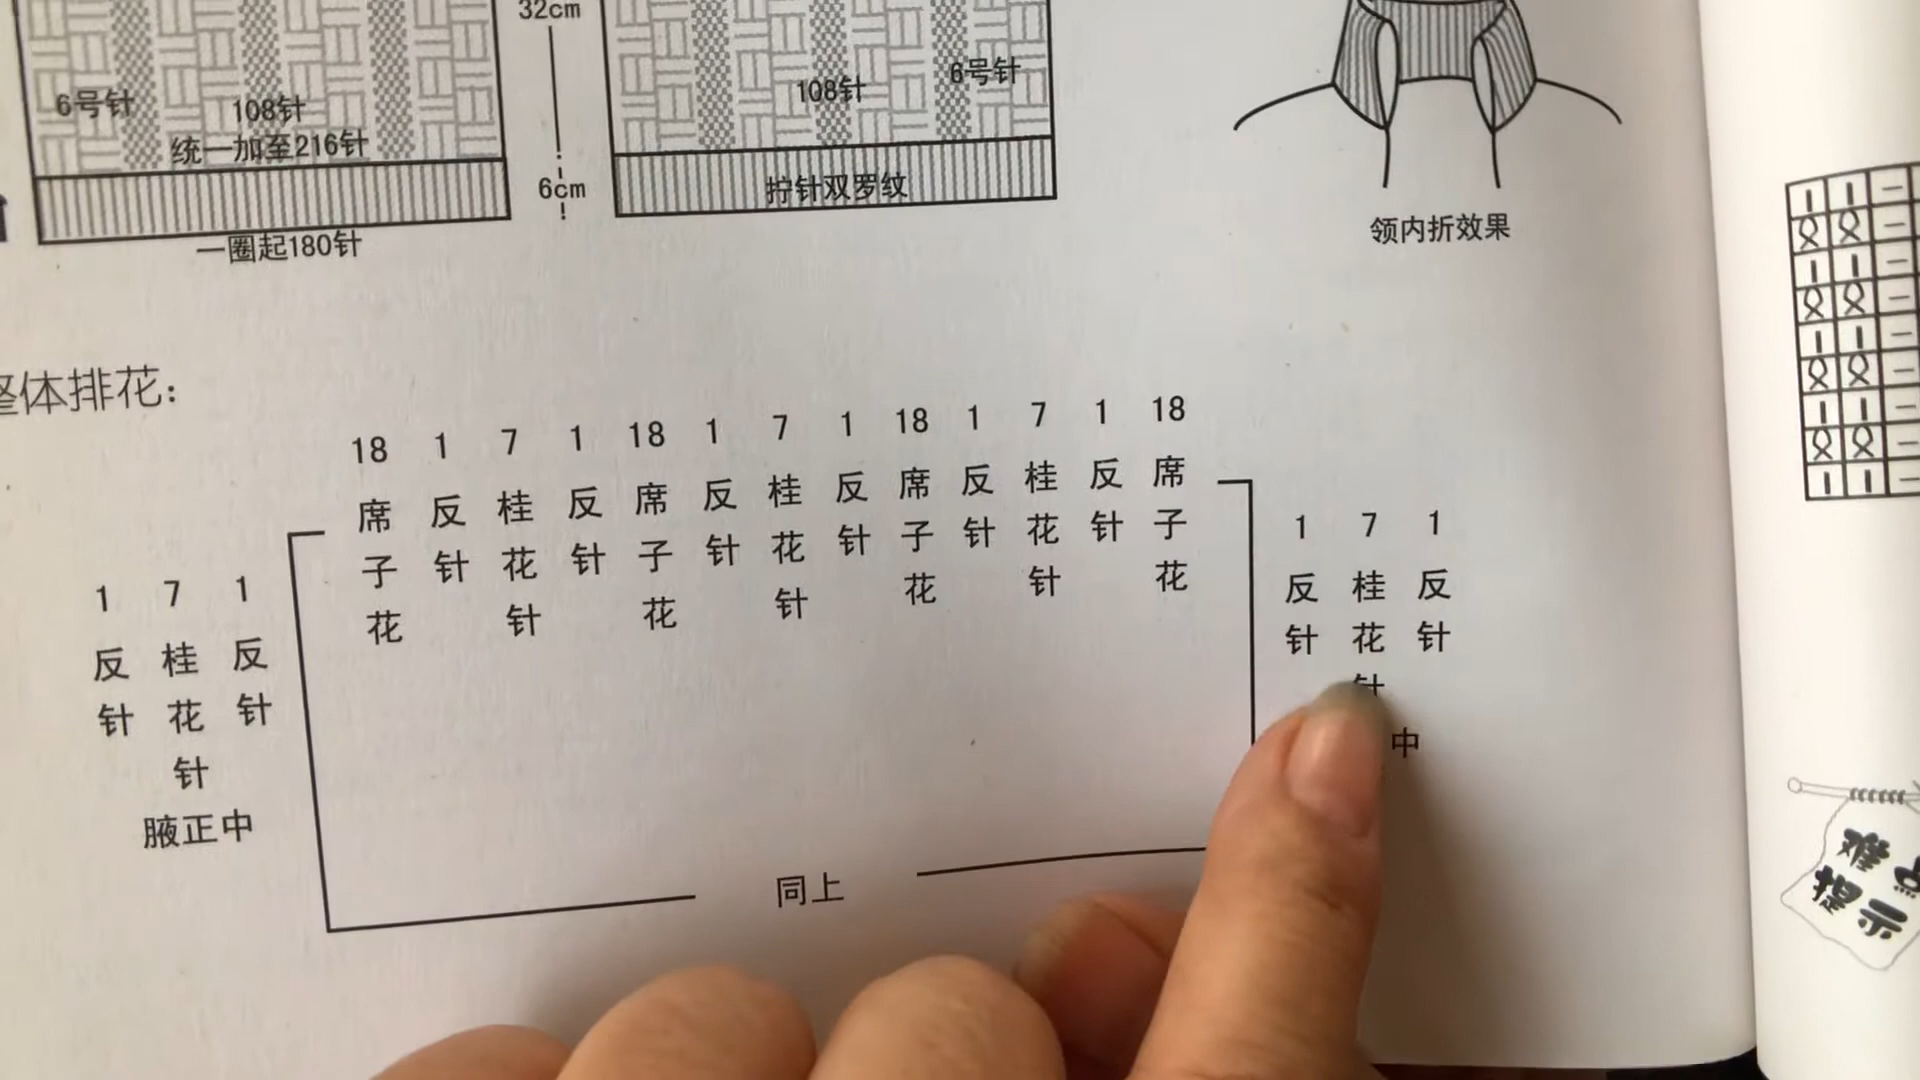 32cm
6号针
108针
统一加至216针
108针
6号针
6cm
拧针双罗纹
一圈起180针
领内折效果
整体排花：
18 1 7 1 18 1 7 1 18 1 7 1 18
席子花 反针 桂花针 反针 席子花 反针 桂花针 反针 席子花 反针 桂花针 反针 席子花
1 7 1
反针 桂花针 反针
腋正中
1 7 1
反针 桂花针 反针
中
同上
难点
提示